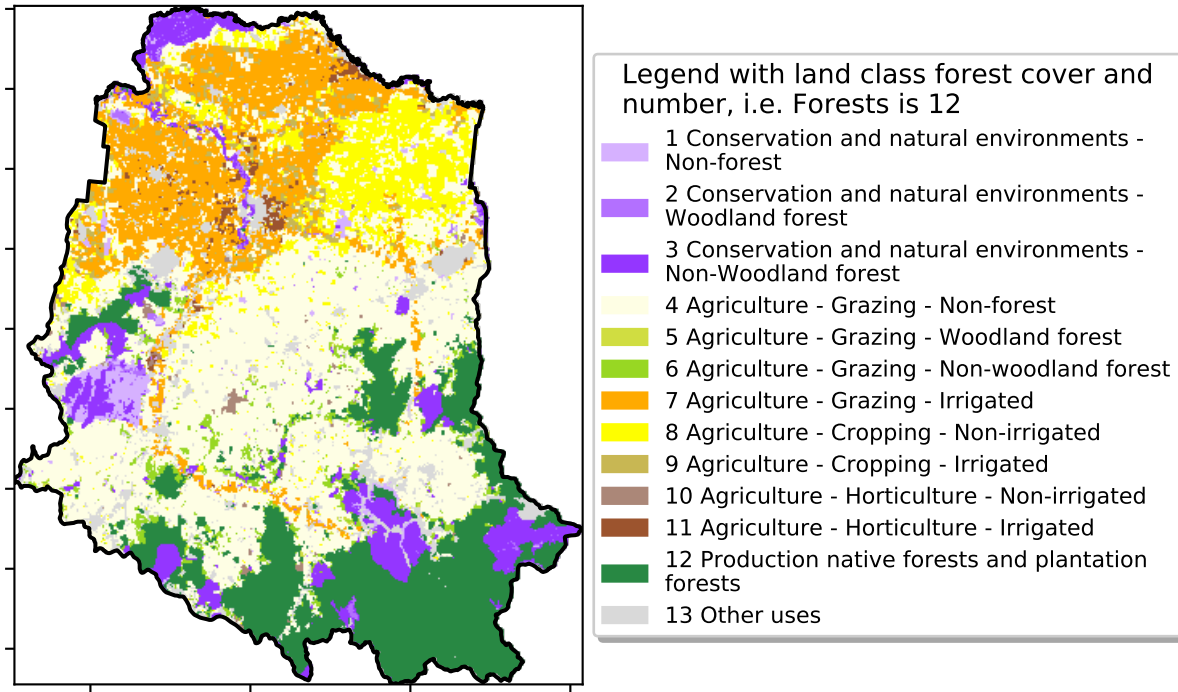 Legend with land class forest cover and
number, i.e. Forests is 12
1 Conservation and natural environments -
Non-forest
2 Conservation and natural environments -
Woodland forest
3 Conservation and natural environments -
Non-Woodland forest
4 Agriculture - Grazing - Non-forest
5 Agriculture - Grazing - Woodland forest
6 Agriculture - Grazing - Non-woodland forest
7 Agriculture - Grazing - Irrigated
8 Agriculture - Cropping - Non-irrigated
9 Agriculture - Cropping - Irrigated
10 Agriculture - Horticulture - Non-irrigated
11 Agriculture - Horticulture - Irrigated
12 Production native forests and plantation
forests
13 Other uses